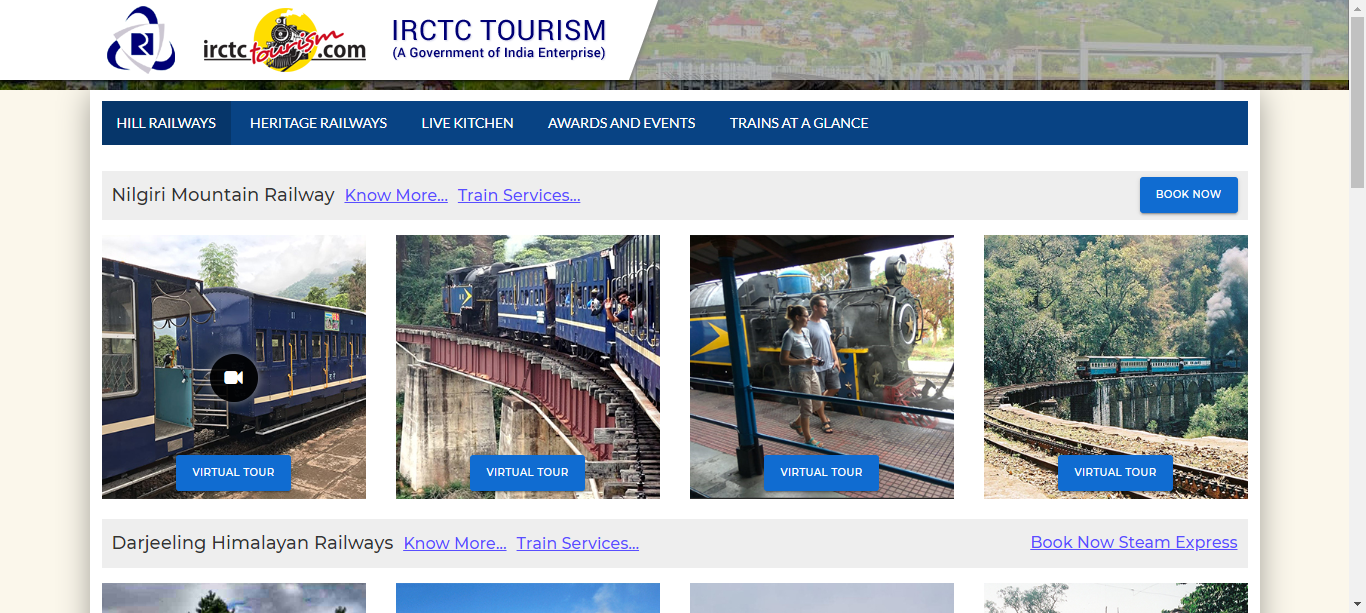 irctc tourism .com
IRCTC TOURISM
(A Government of India Enterprise)
HILL RAILWAYS HERITAGE RAILWAYS LIVE KITCHEN AWARDS AND EVENTS TRAINS AT A GLANCE
Nilgiri Mountain Railway Know More... Train Services... BOOK NOW
VIRTUAL TOUR VIRTUAL TOUR VIRTUAL TOUR VIRTUAL TOUR
Darjeeling Himalayan Railways Know More... Train Services... Book Now Steam Express